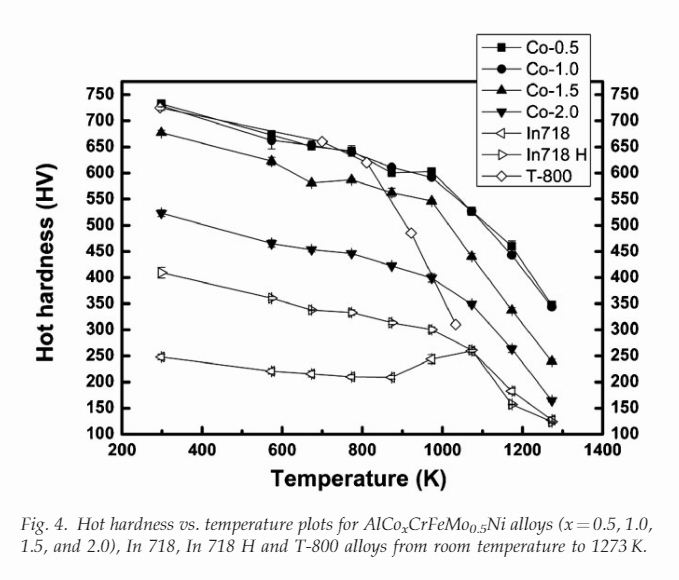 Co-0.5
Co-1.0
Co-1.5
Co-2.0
In718
In718 H
T-800
750 750
700 700
650 650
600 600
550 550
500 500
450 450
400 400
350 350
300 300
250 250
200 200
150 150
100 100
200 400 600 800 1000 1200 1400
Hot hardness (HV)
Temperature (K)
Fig. 4. Hot hardness vs. temperature plots for AlCoxCrFeMo0.5Ni alloys (x = 0.5, 1.0,
1.5, and 2.0), In 718, In 718 H and T-800 alloys from room temperature to 1273 K.